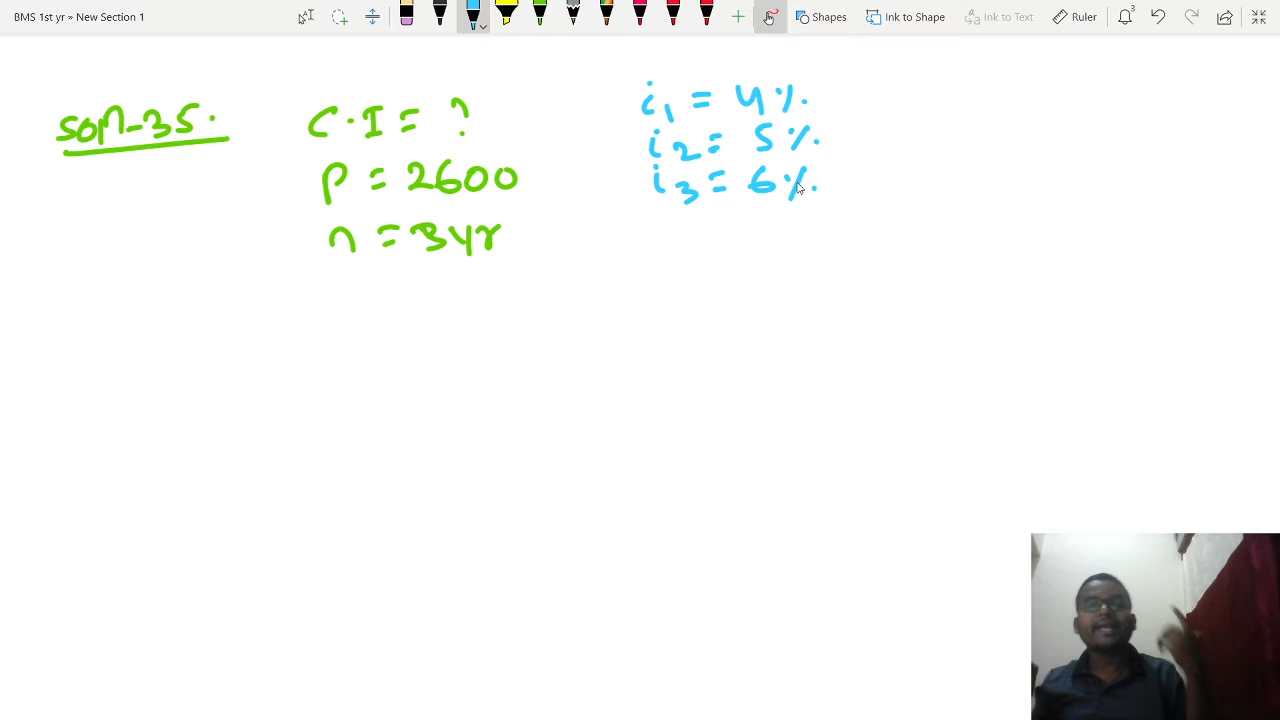 BMS 1st yr » New Section 1
Shapes
Ink to Shape
Ink to Text
Ruler
Soln-35.
C.I = ?
P = 2600
n = 3yr
i1 = 4%.
i2 = 5%.
i3 = 6%.